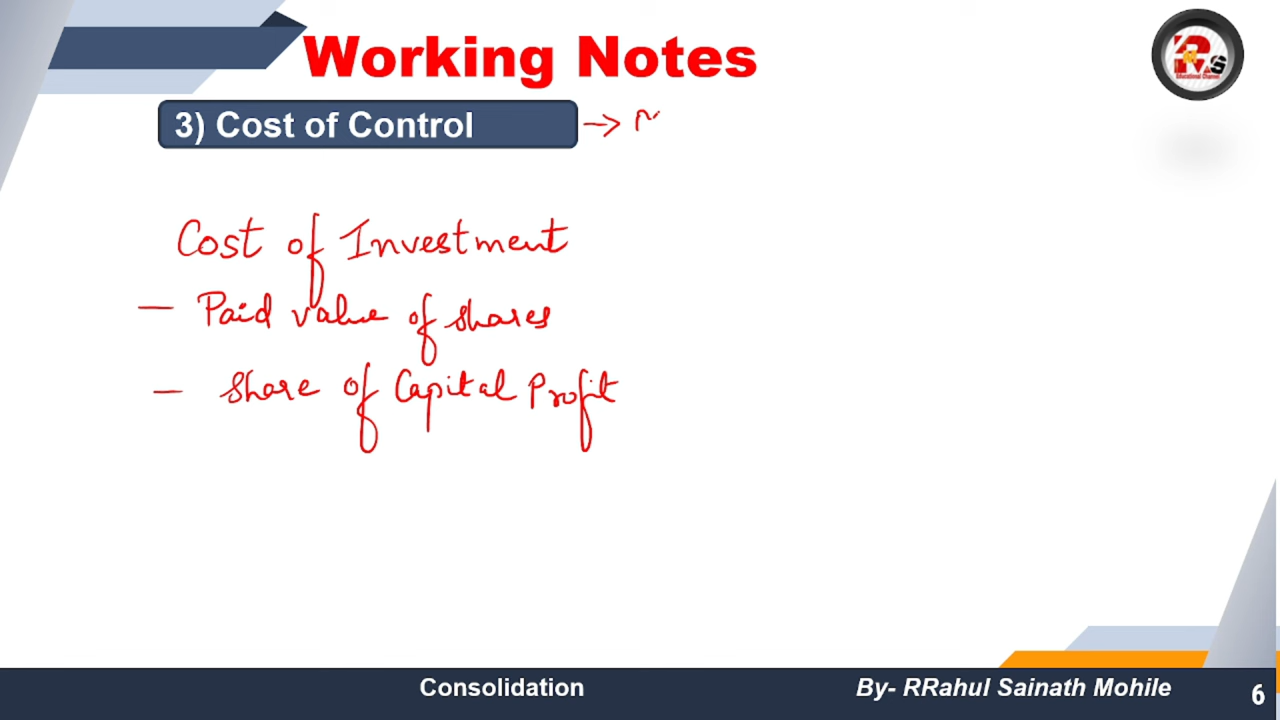 Working Notes
3) Cost of Control →
Cost of Investment
— Paid value of shares
— Share of Capital Profit
Consolidation
By- RRahul Sainath Mohile
6